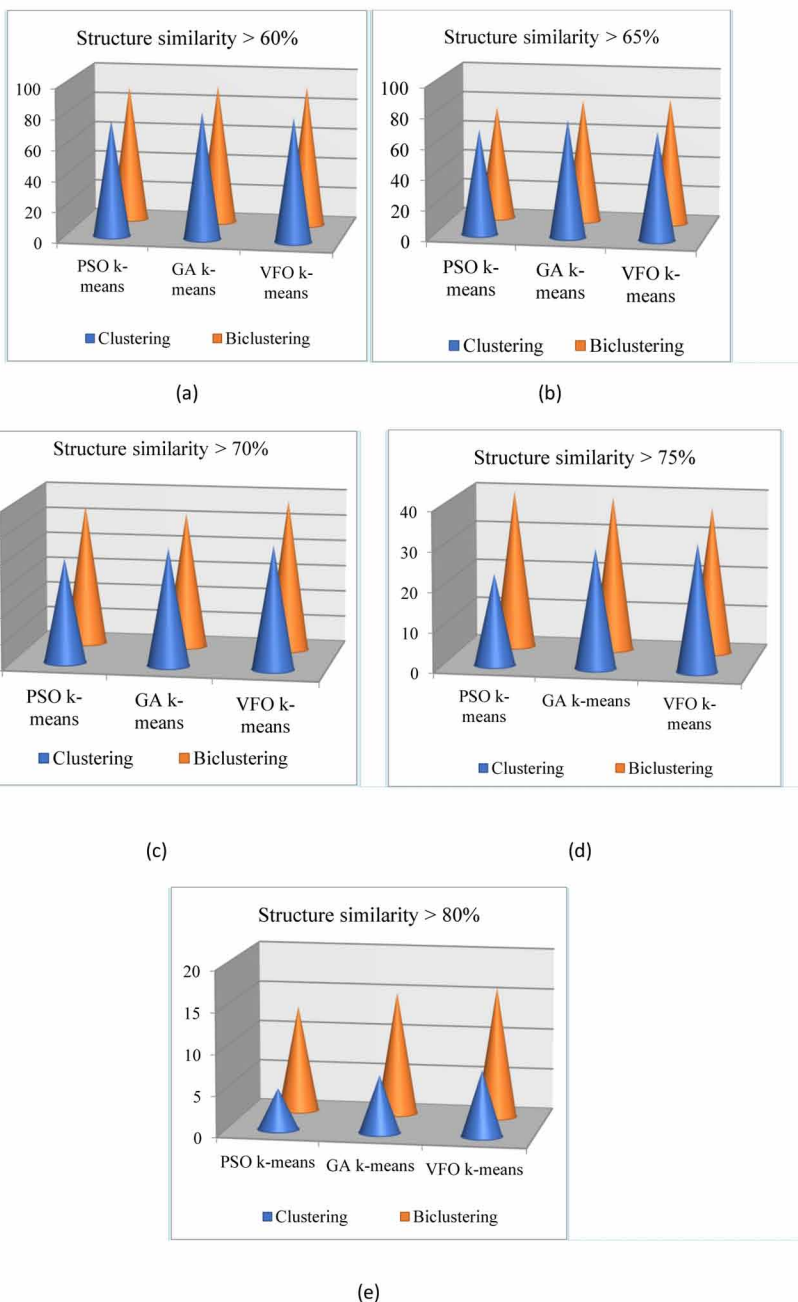 Structure similarity > 60%
100
80
60
40
20
0
PSO k-
means
GA k-
means
VFO k-
means
Clustering Biclustering
(a)
Structure similarity > 65%
100
80
60
40
20
0
PSO k-
means
GA k-
means
VFO k-
means
Clustering Biclustering
(b)
Structure similarity > 70%
PSO k-
means
GA k-
means
VFO k-
means
Clustering Biclustering
(c)
Structure similarity > 75%
40
30
20
10
0
PSO k-
means
GA k-means
VFO k-
means
Clustering Biclustering
(d)
Structure similarity > 80%
20
15
10
5
0
PSO k-means GA k-means VFO k-means
Clustering Biclustering
(e)